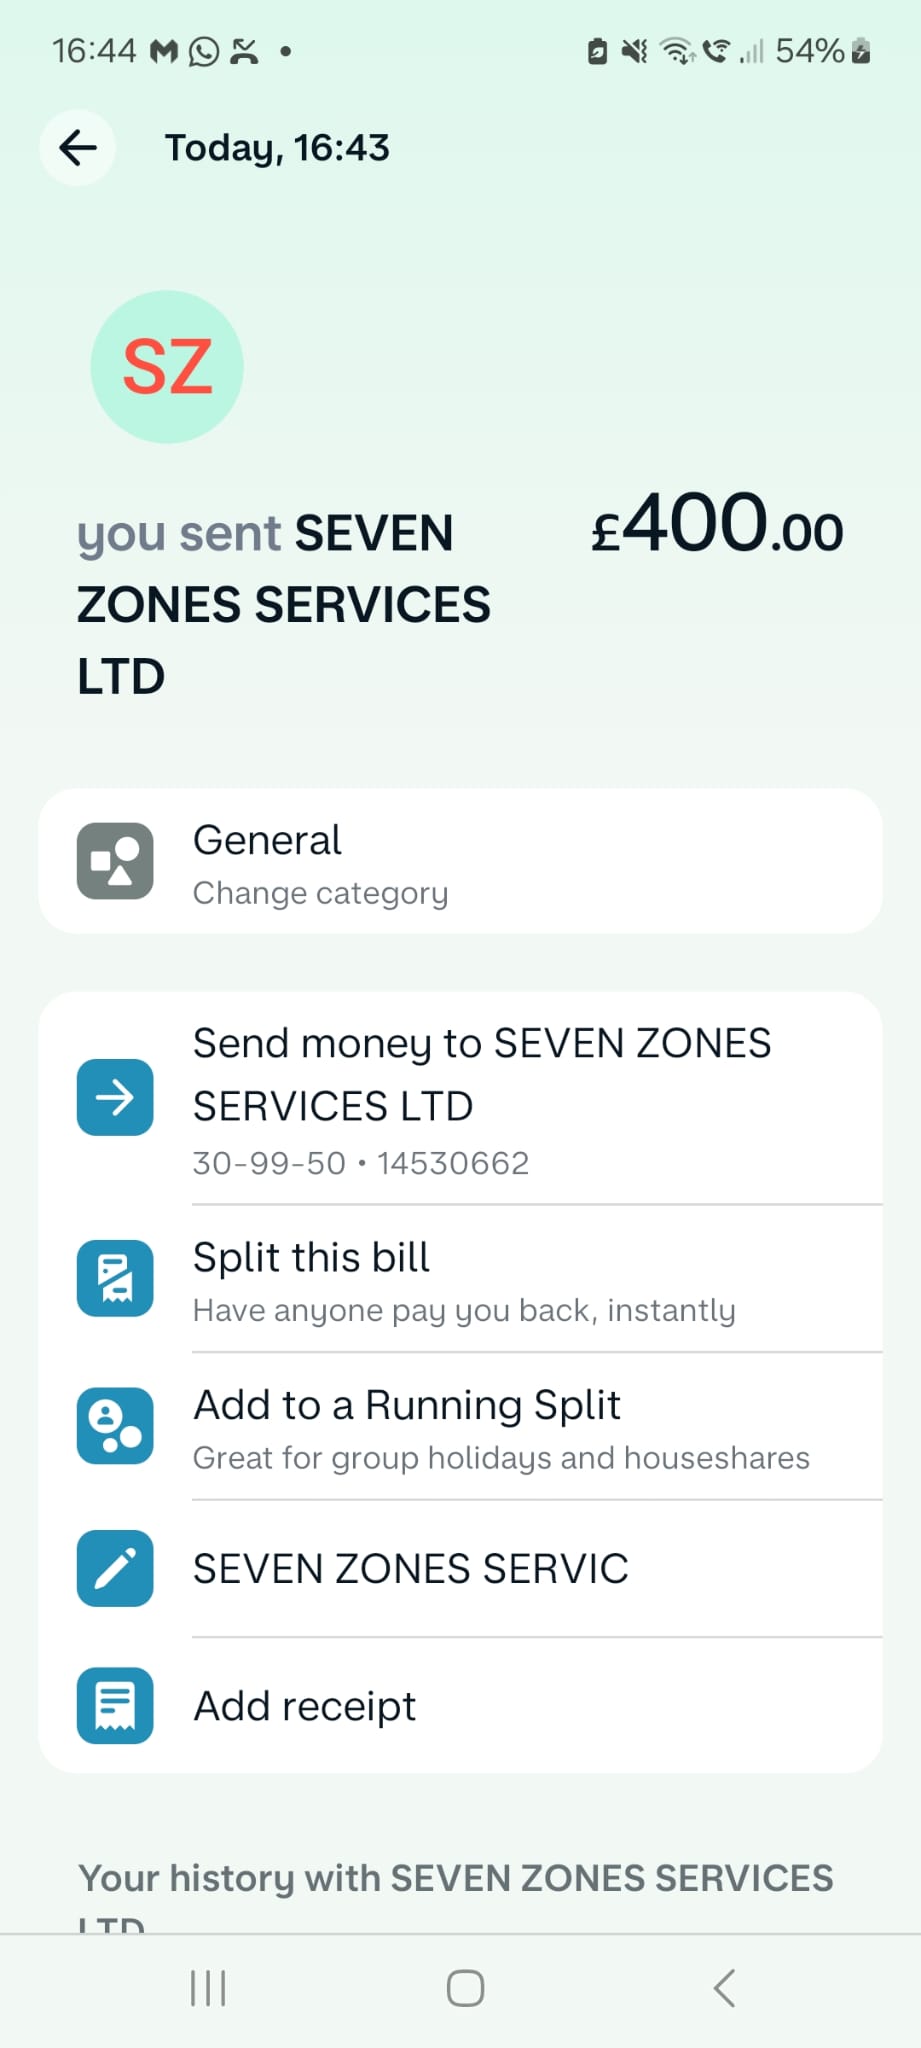 16:44 54%
Today, 16:43
SZ
you sent SEVEN
ZONES SERVICES
LTD
£400.00
General
Change category
Send money to SEVEN ZONES
SERVICES LTD
30-99-50 • 14530662
Split this bill
Have anyone pay you back, instantly
Add to a Running Split
Great for group holidays and houseshares
SEVEN ZONES SERVIC
Add receipt
Your history with SEVEN ZONES SERVICES
LTD